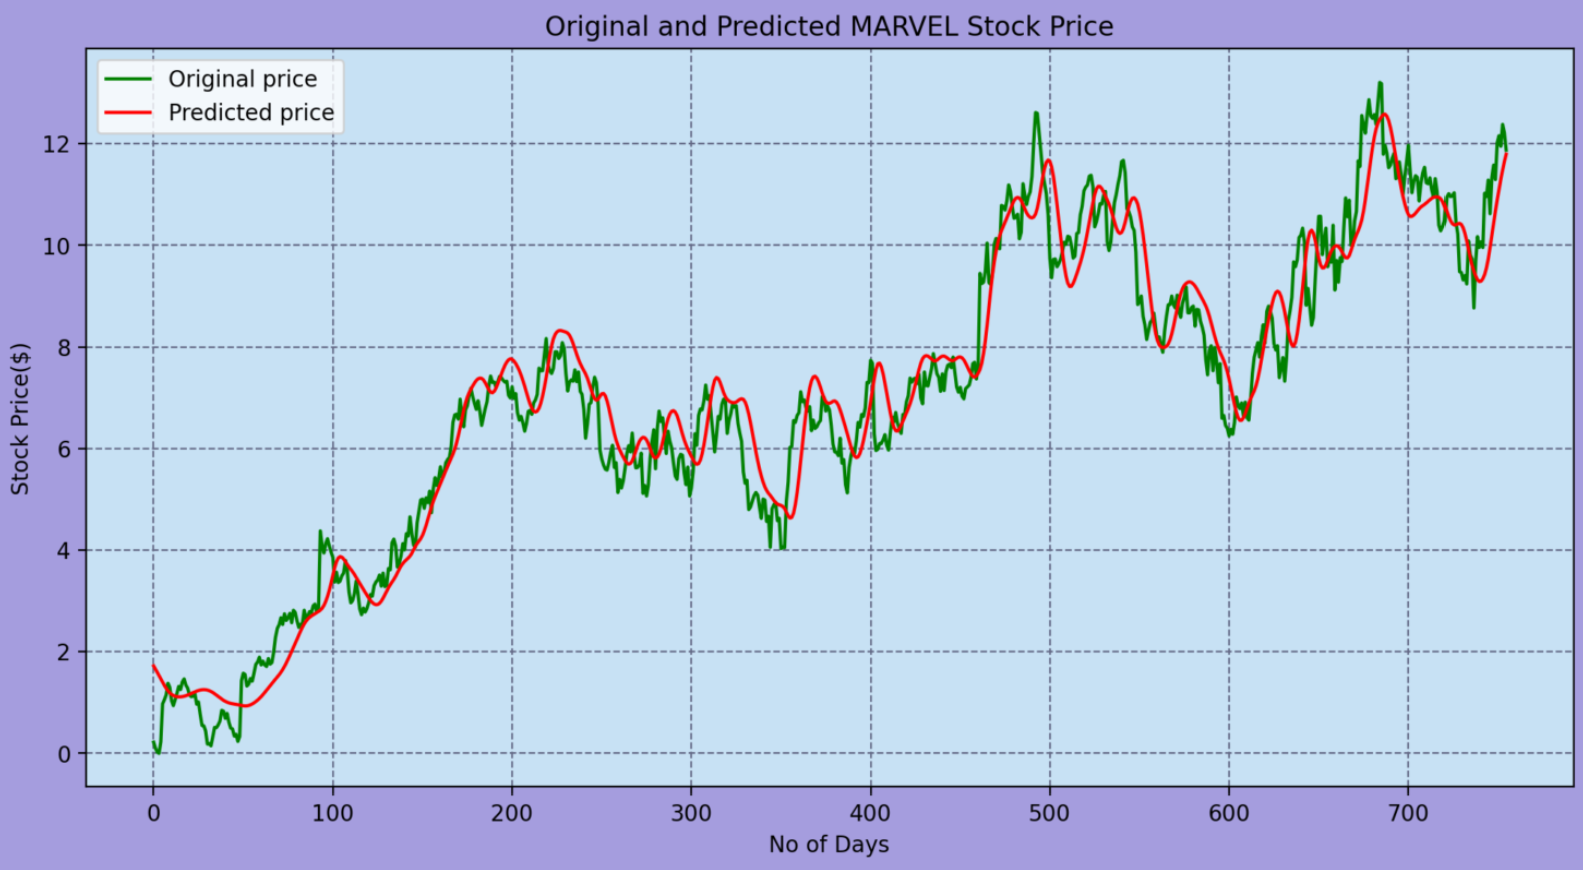 Original and Predicted MARVEL Stock Price
Original price
Predicted price
Stock Price($)
12
10
8
6
4
2
0
0 100 200 300 400 500 600 700
No of Days